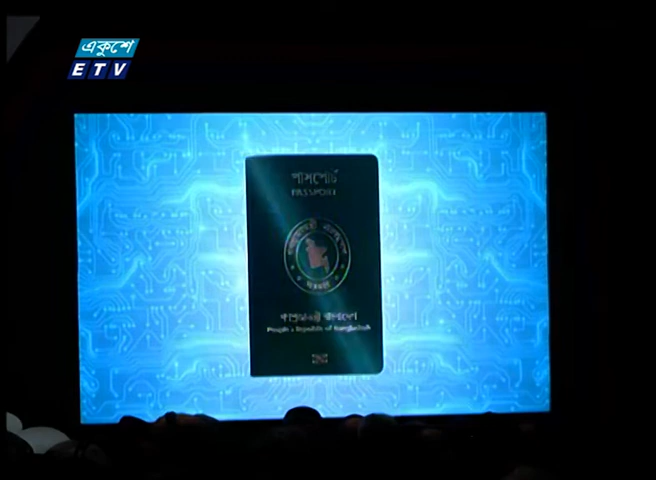 একুশে
ETV
পাসপোর্ট
PASSPORT
গণপ্রজাতন্ত্রী বাংলাদেশ
People's Republic of Bangladesh